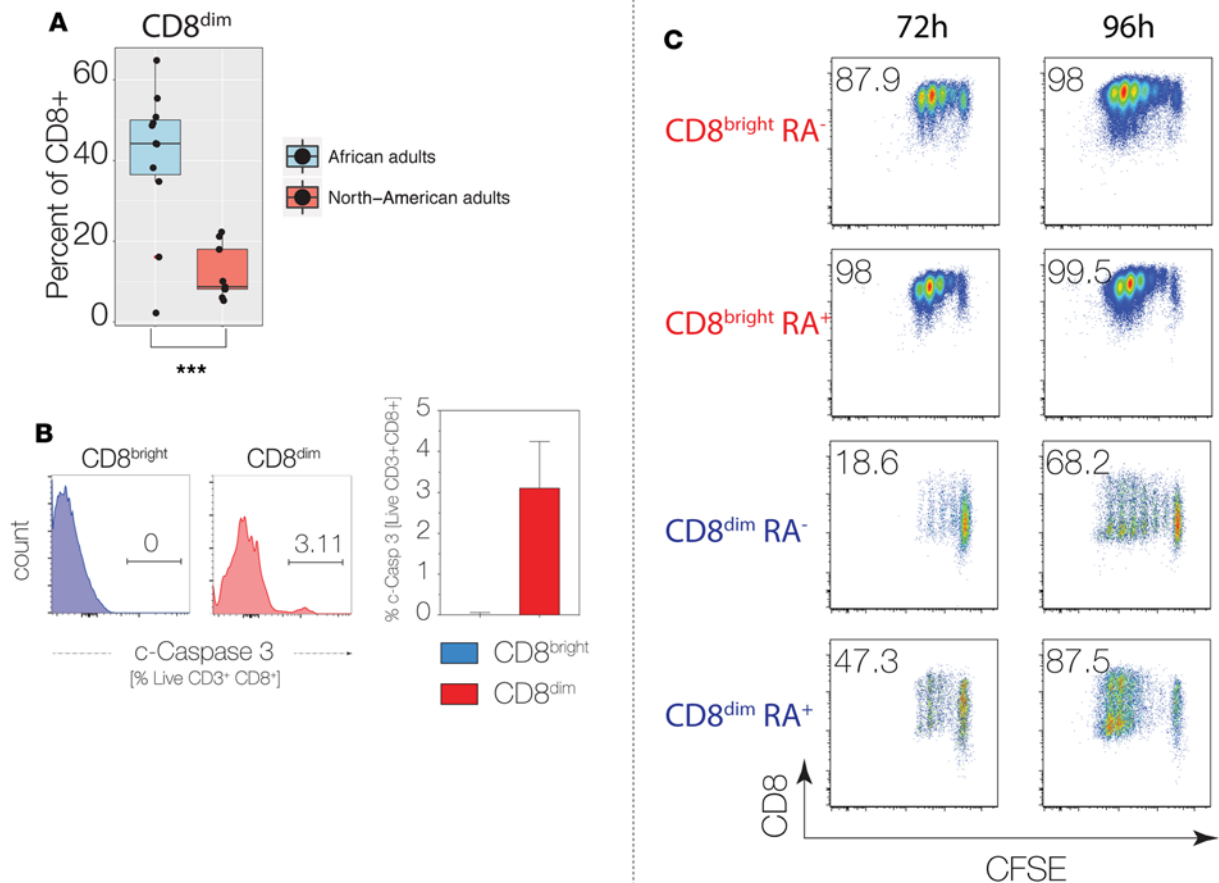 A
CD8dim
Percent of CD8+
60
40
20
0
***
African adults
North-American adults
B
CD8bright
CD8dim
count
0
3.11
c-Caspase 3
[% Live CD3+ CD8+]
% c-Casp 3 [Live CD3+CD8+]
5
4
3
2
1
0
CD8bright
CD8dim
C
72h
96h
CD8bright RA-
87.9
98
CD8bright RA+
98
99.5
CD8dim RA-
18.6
68.2
CD8dim RA+
47.3
87.5
CD8
CFSE